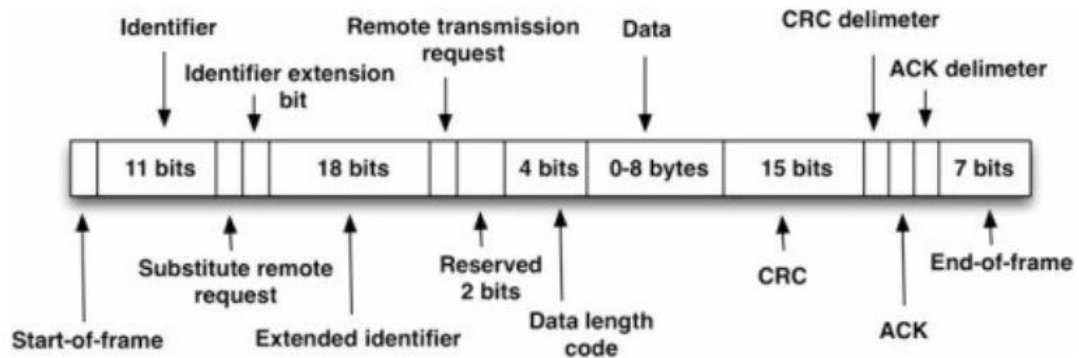 Identifier
Identifier extension
bit
Remote transmission
request
Data
CRC delimeter
ACK delimeter
11 bits
18 bits
4 bits
0-8 bytes
15 bits
7 bits
Start-of-frame
Substitute remote
request
Extended identifier
Reserved
2 bits
Data length
code
CRC
ACK
End-of-frame